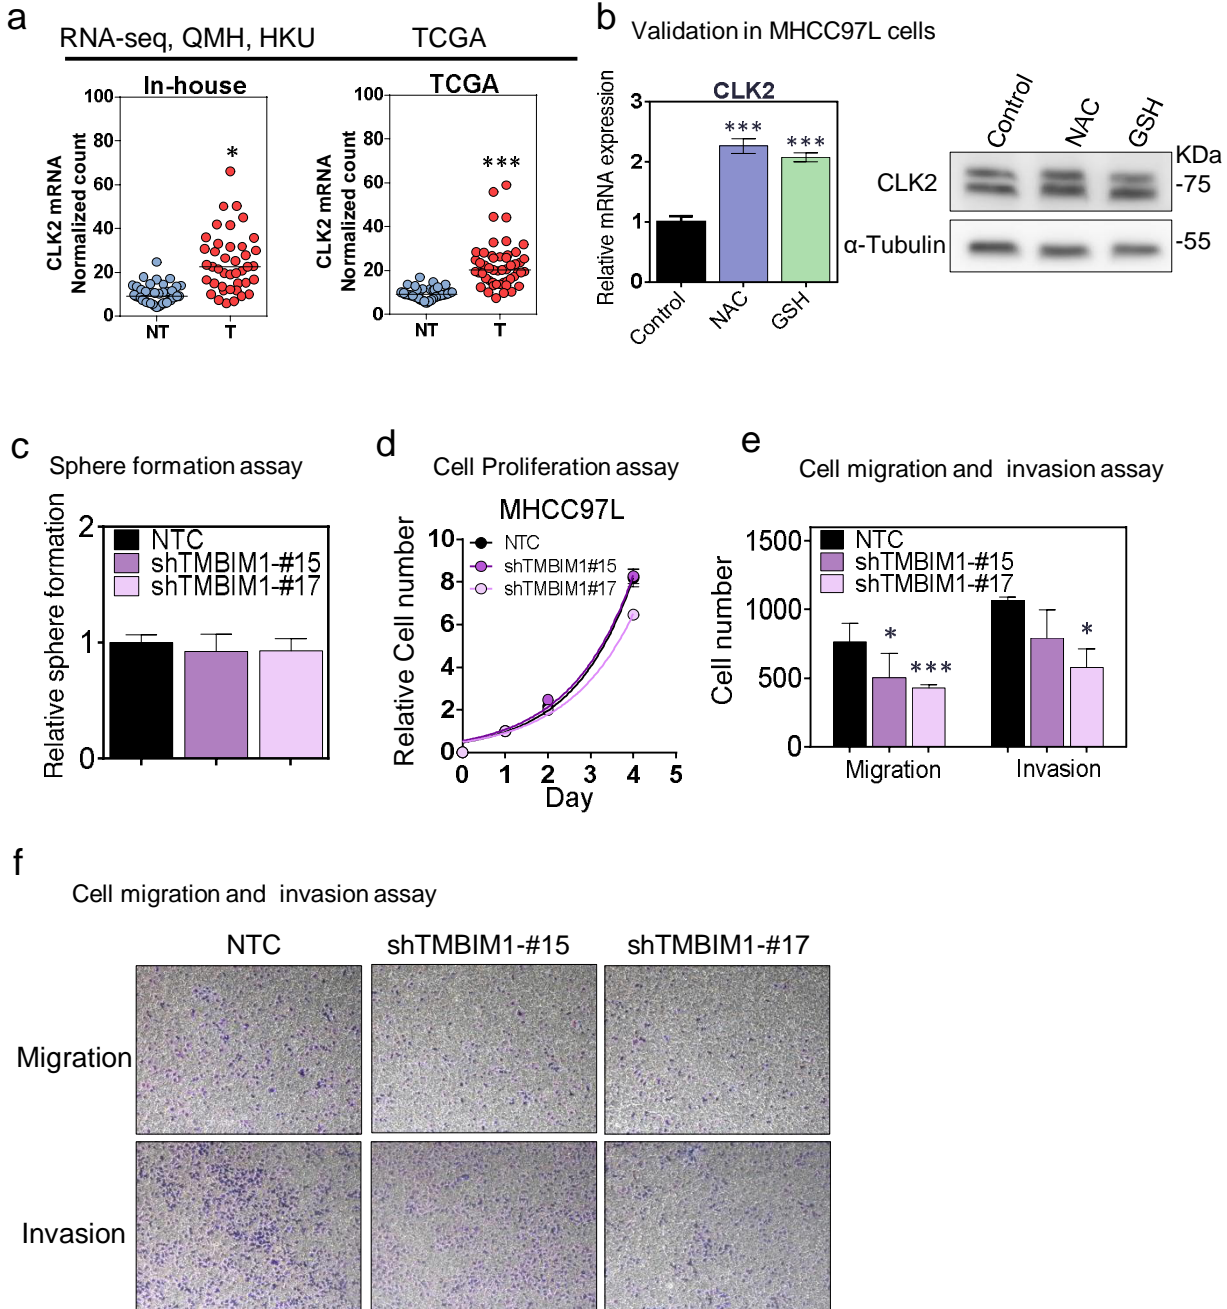 a
RNA-seq, QMH, HKU
TCGA
In-house
CLK2 mRNA
Normalized count
100
80
60
40
20
0
*
NT
T
TCGA
CLK2 mRNA
Normalized count
100
80
60
40
20
0
***
NT
T
b
Validation in MHCC97L cells
CLK2
Relative mRNA expression
3
2
1
0
***
***
Control
NAC
GSH
Control
NAC
GSH
KDa
CLK2
-75
α-Tubulin
-55
c
Sphere formation assay
Relative sphere formation
2
1
0
NTC
shTMBIM1-#15
shTMBIM1-#17
d
Cell Proliferation assay
MHCC97L
Relative Cell number
10
8
6
4
2
0
NTC
shTMBIM1#15
shTMBIM1#17
0 1 2 3 4 5
Day
e
Cell migration and invasion assay
Cell number
1500
1000
500
0
NTC
shTMBIM1-#15
shTMBIM1-#17
*
***
*
Migration
Invasion
f
Cell migration and invasion assay
NTC
shTMBIM1-#15
shTMBIM1-#17
Migration
Invasion